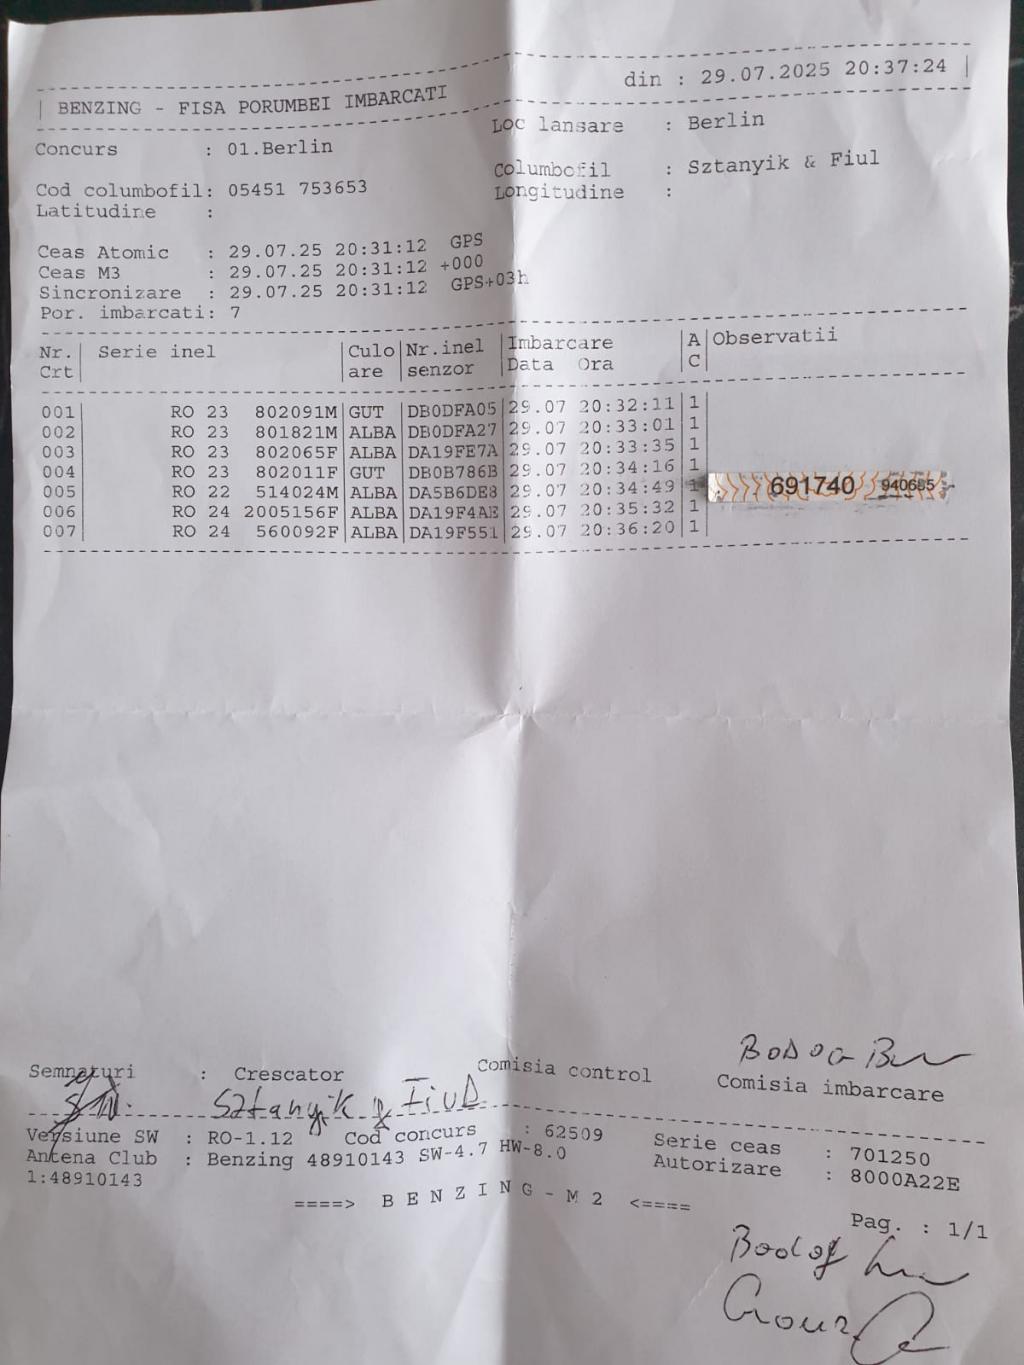 BENZING - FISA PORUMBEI IMBARCATI din : 29.07.2025 20:37:24
Concurs : 01.Berlin Loc lansare : Berlin
Cod columbofil: 05451 753653 Columbofil : Sztanyik & Fiul
Latitudine : Longitudine :
Ceas Atomic : 29.07.25 20:31:12 GPS
Ceas M3 : 29.07.25 20:31:12 +000
Sincronizare : 29.07.25 20:31:12 GPS+03h
Por. imbarcati: 7
Nr. | Serie inel | Culo | Nr.inel | Imbarcare | A | Observatii
Crt | | are | senzor | Data Ora | C |
001 | RO 23 802091M | GUT | DB0DFA05 | 29.07 20:32:11 | 1 |
002 | RO 23 801821M | ALBA | DB0DFA27 | 29.07 20:33:01 | 1 |
003 | RO 23 802065F | ALBA | DA19FE7A | 29.07 20:33:35 | 1 |
004 | RO 23 802011F | GUT | DB0B786B | 29.07 20:34:16 | 1 |
005 | RO 22 514024M | ALBA | DA5B6DE8 | 29.07 20:34:49 | 1 | 691740 940685
006 | RO 24 2005156F | ALBA | DA19F4AE | 29.07 20:35:32 | 1 |
007 | RO 24 560092F | ALBA | DA19F551 | 29.07 20:36:20 | 1 |
Semnaturi : Crescator Comisia control Comisia imbarcare
Sztanyik & Fiul
Versiune SW : RO-1.12 Cod concurs : 62509 Serie ceas : 701250
Antena Club : Benzing 48910143 SW-4.7 HW-8.0 Autorizare : 8000A22E
1:48910143
====> B E N Z I N G - M 2 <====
Pag. : 1/1